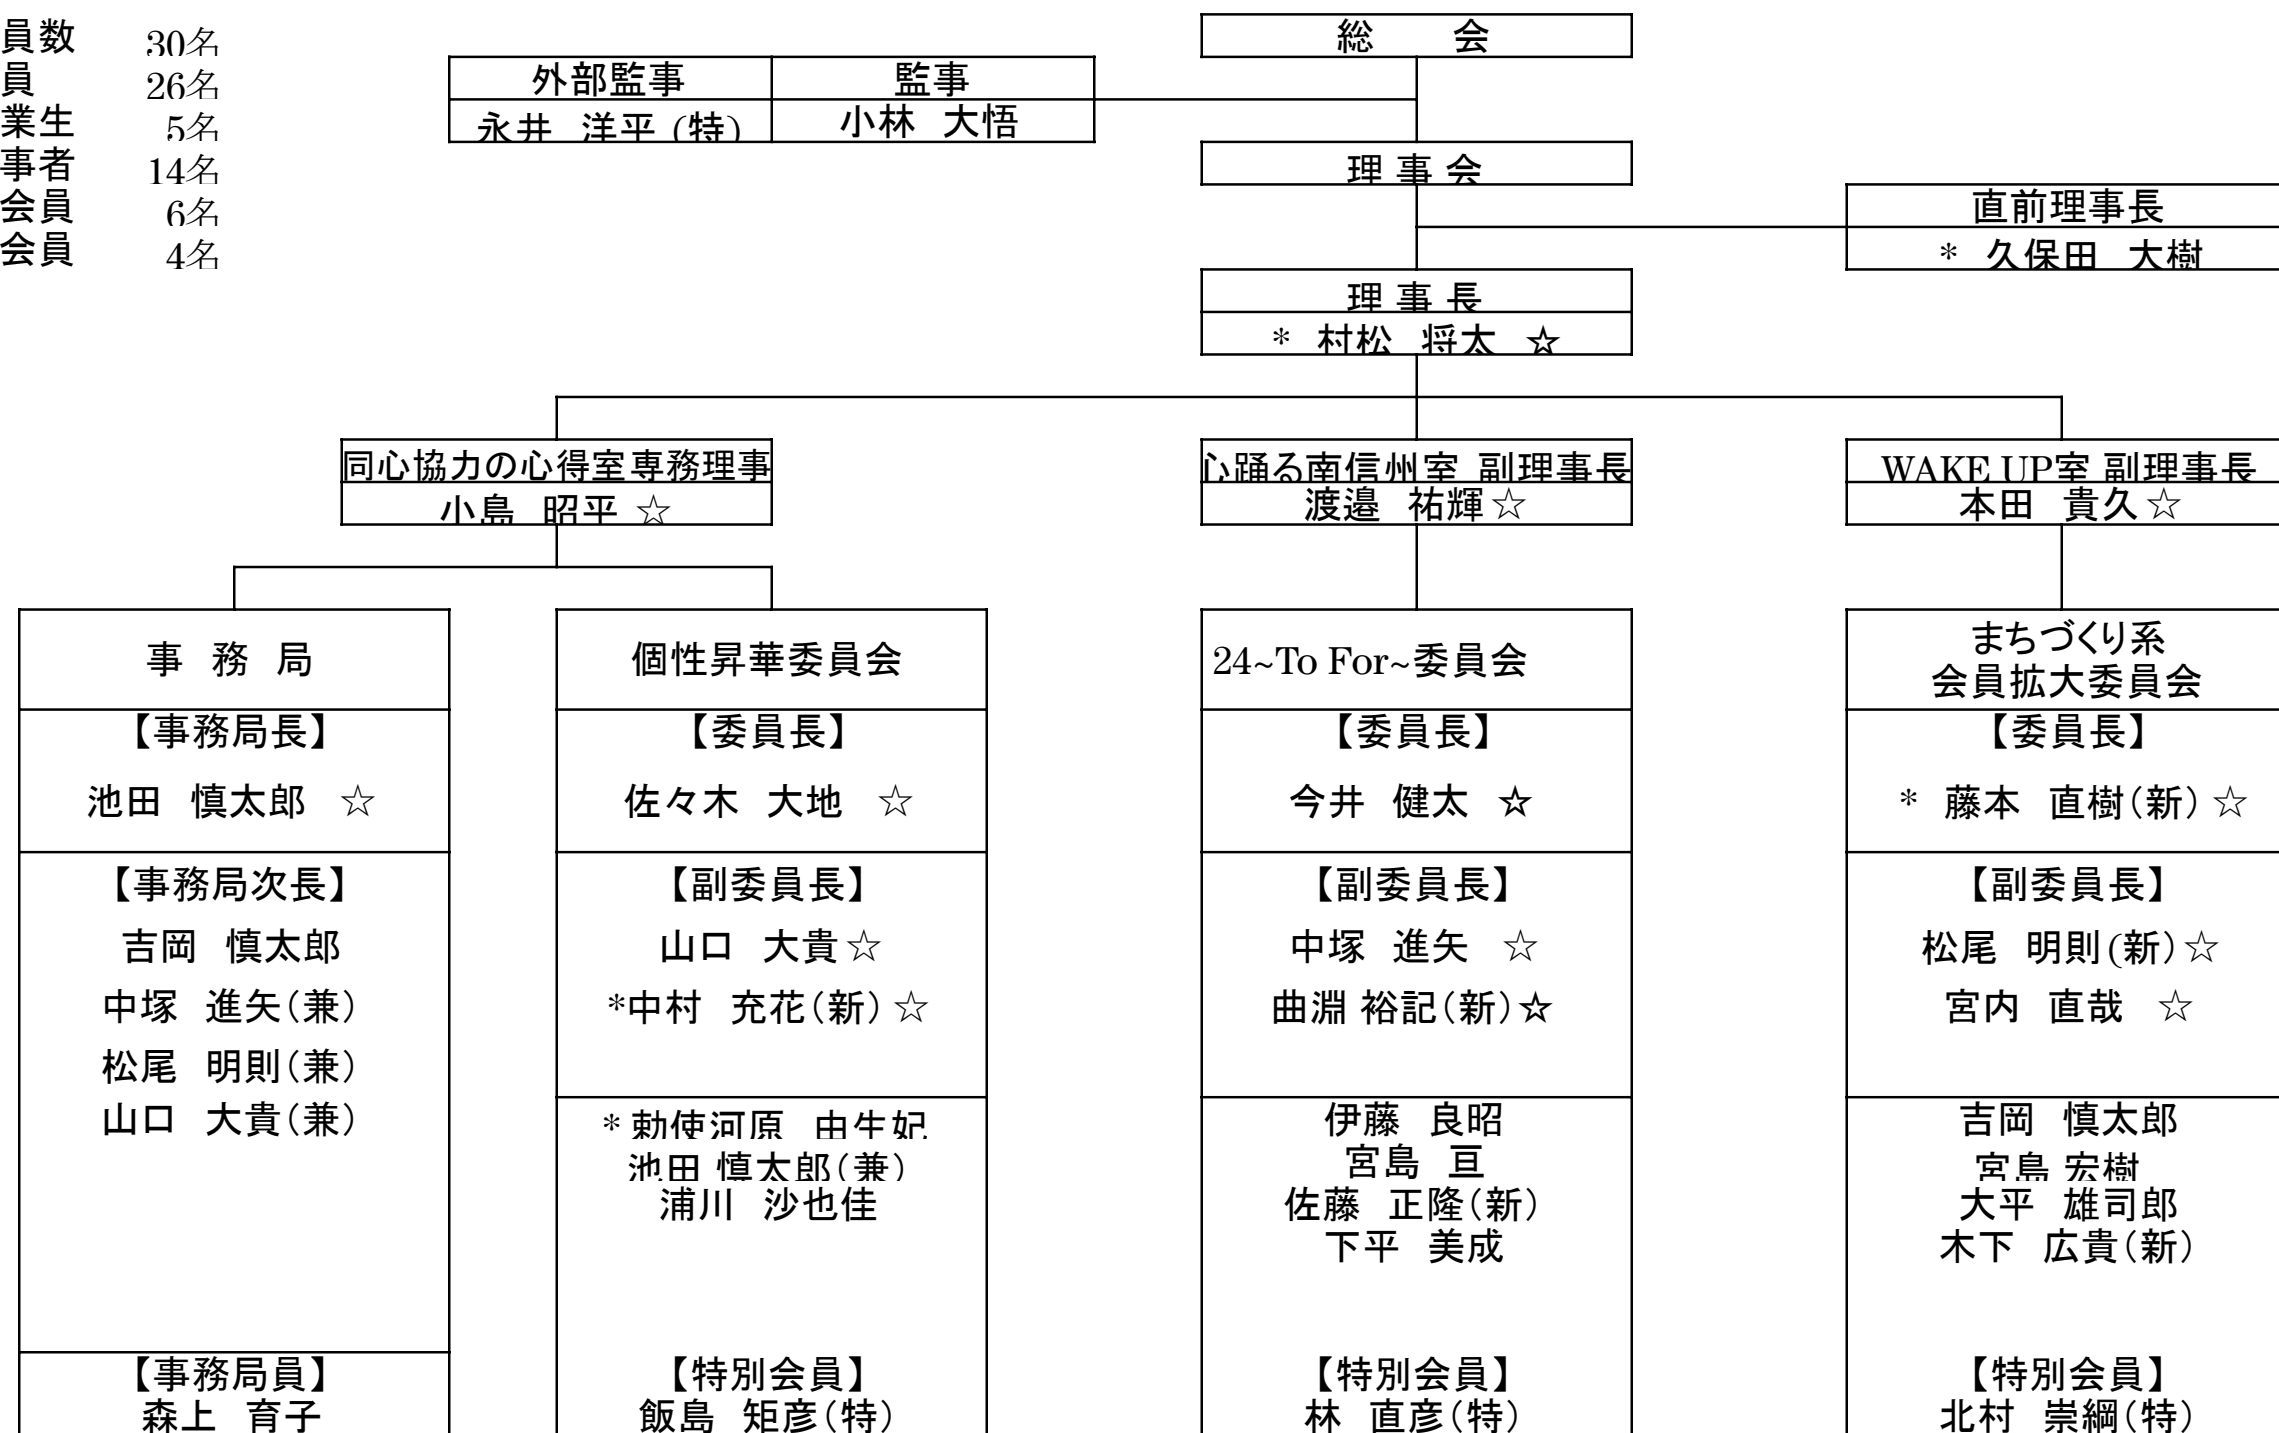 員数 30名
員 26名
業生 5名
事者 14名
会員 6名
会員 4名
総 会
外部監事 監事
永井 洋平 (特) 小林 大悟
理 事 会
直前理事長
* 久保田 大樹
理 事 長
* 村松 将太 ☆
同心協力の心得室 専務理事
小島 昭平 ☆
心踊る南信州室 副理事長
渡邉 祐輝☆
WAKE UP室 副理事長
本田 貴久☆
事 務 局
【事務局長】
池田 慎太郎 ☆
【事務局次長】
吉岡 慎太郎
中塚 進矢(兼)
松尾 明則(兼)
山口 大貴(兼)
【事務局員】
森上 育子
個性昇華委員会
【委員長】
佐々木 大地 ☆
【副委員長】
山口 大貴☆
*中村 充花(新)☆
* 勅使河原 由生妃
池田 慎太郎(兼)
浦川 沙也佳
【特別会員】
飯島 矩彦(特)
24~To For~委員会
【委員長】
今井 健太 ☆
【副委員長】
中塚 進矢 ☆
曲淵 裕記(新)☆
伊藤 良昭
宮島 亘
佐藤 正隆(新)
下平 美成
【特別会員】
林 直彦(特)
まちづくり系
会員拡大委員会
【委員長】
* 藤本 直樹(新)☆
【副委員長】
松尾 明則(新)☆
宮内 直哉 ☆
吉岡 慎太郎
宮島 宏樹
大平 雄司郎
木下 広貴(新)
【特別会員】
北村 崇綱(特)